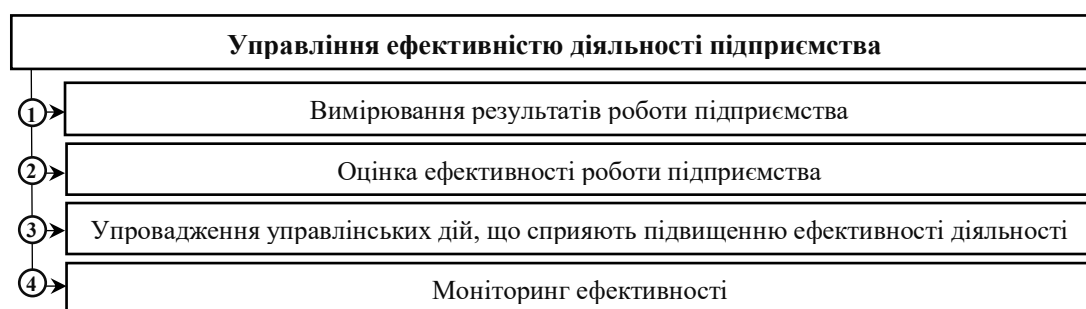 Управління ефективністю діяльності підприємства
1 Вимірювання результатів роботи підприємства
2 Оцінка ефективності роботи підприємства
3 Упровадження управлінських дій, що сприяють підвищенню ефективності діяльності
4 Моніторинг ефективності